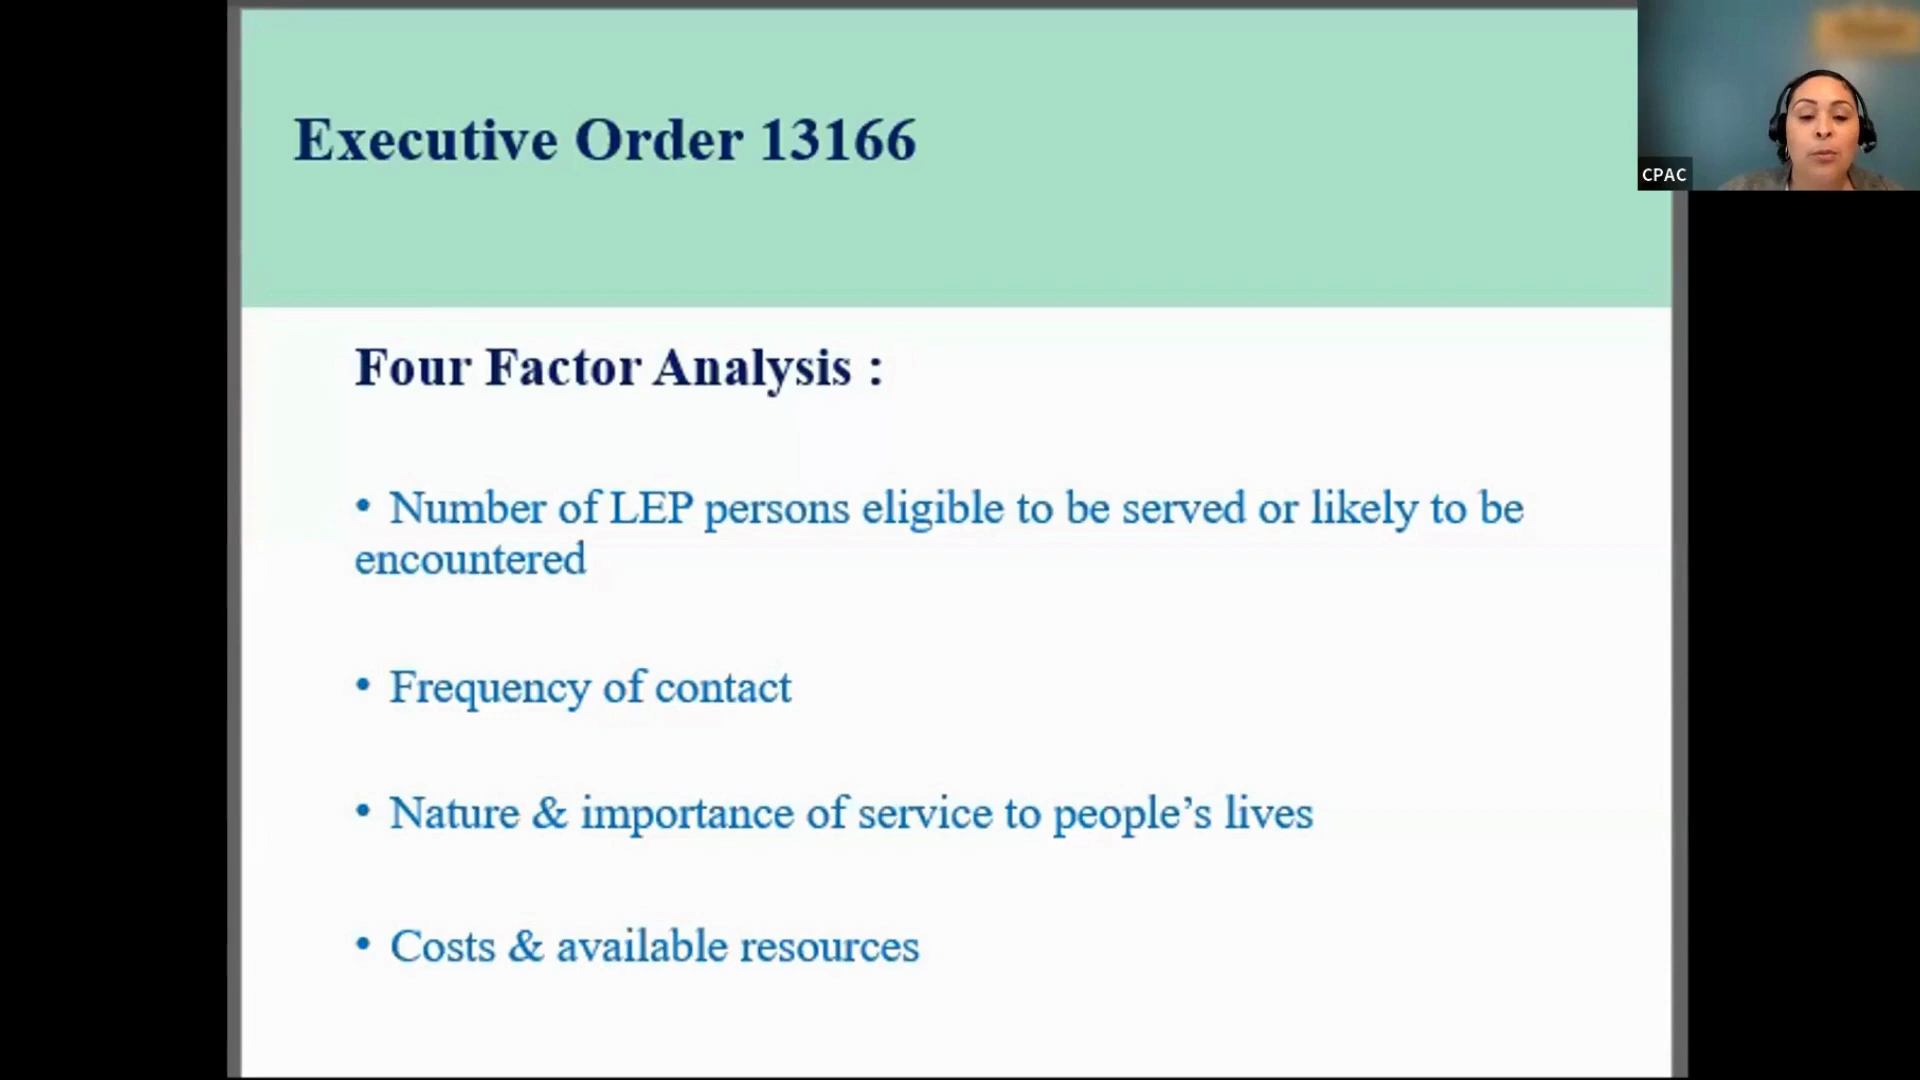 Executive Order 13166
CPAC
Four Factor Analysis :
• Number of LEP persons eligible to be served or likely to be
encountered
• Frequency of contact
• Nature & importance of service to people’s lives
• Costs & available resources